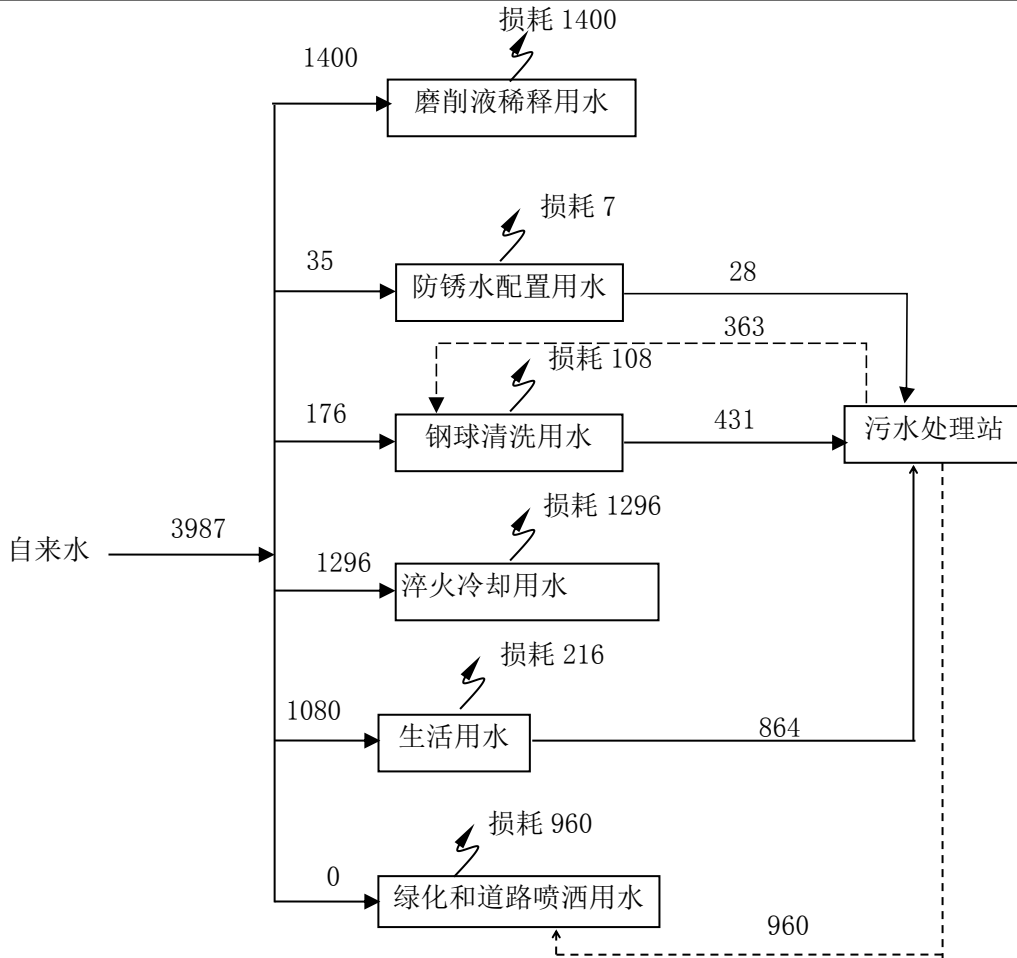 损耗 1400
1400
磨削液稀释用水
损耗 7
35
防锈水配置用水
28
363
损耗 108
176
钢球清洗用水
431
污水处理站
损耗 1296
自来水
3987
1296
淬火冷却用水
损耗 216
1080
生活用水
864
损耗 960
0
绿化和道路喷洒用水
960